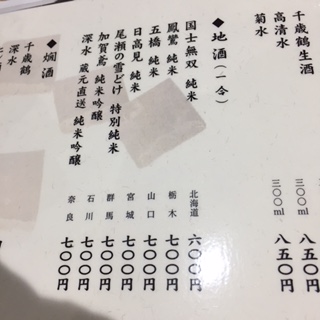 千歳鶴生酒 三〇〇ml 八五〇円
高清水 三〇〇ml 八五〇円
菊水
◆地酒（一合）
国士無双 純米 北海道 六〇〇円
鳳鸞 純米 栃木 七〇〇円
五橋 純米 山口 七〇〇円
日高見 純米 宮城 七〇〇円
尾瀬の雪どけ 特別純米 群馬 七〇〇円
加賀鳶 純米吟醸 石川 七〇〇円
深水 蔵元直送 純米吟醸 奈良 七〇〇円
◆燗酒
千歳鶴
深水